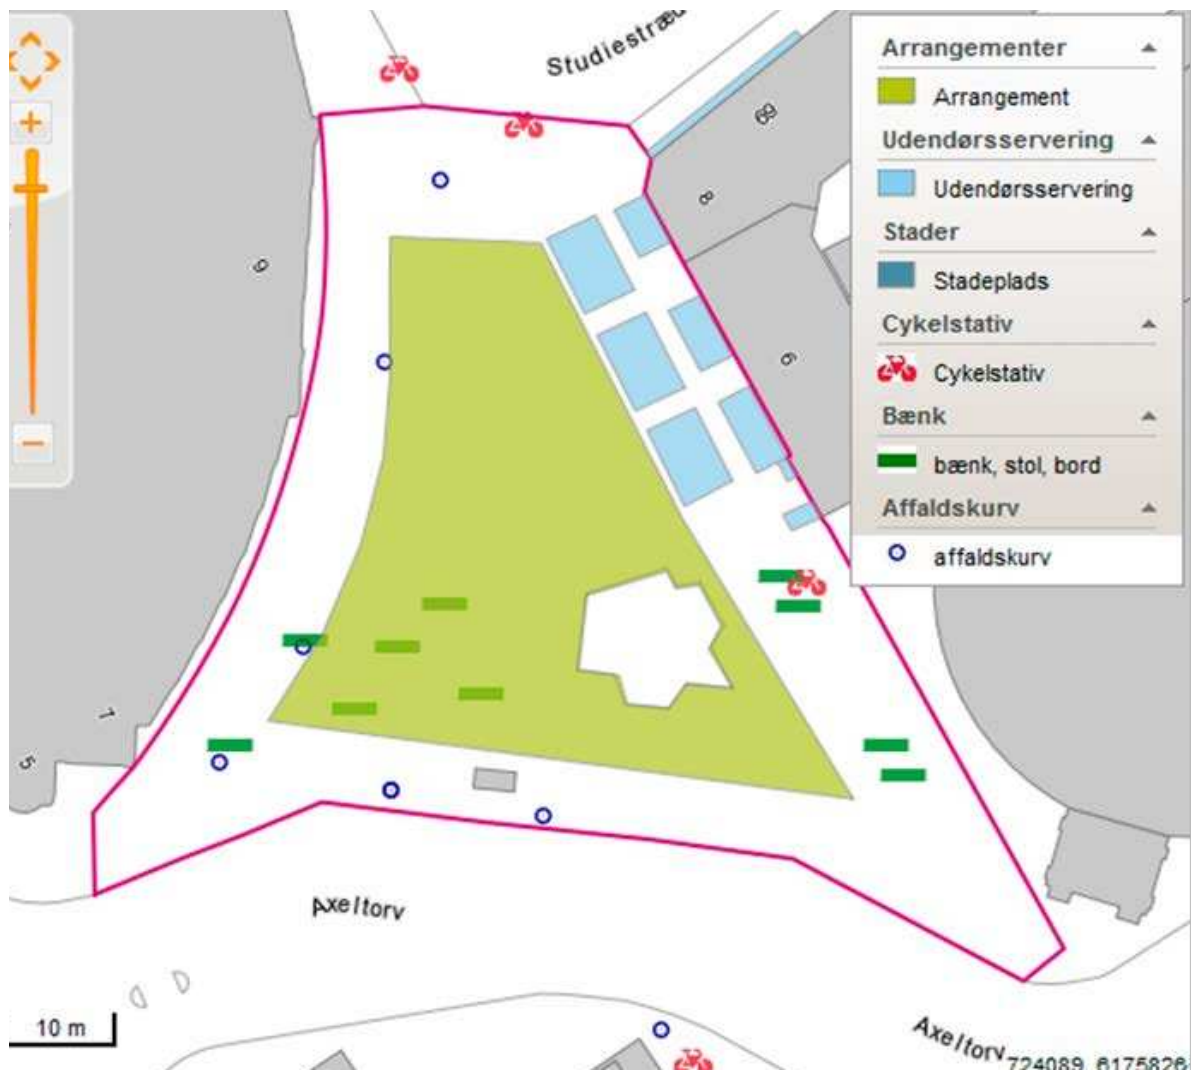 Studiestræd
Arrangementer
Arrangement
Udendørsservering
Udendørsservering
Stader
Stadeplads
Cykelstativ
Cykelstativ
Bænk
bænk, stol, bord
Affaldskurv
affaldskurv
69
8
9
6
7
5
Axeltorv
10 m
Axeltorv
724089, 6175826